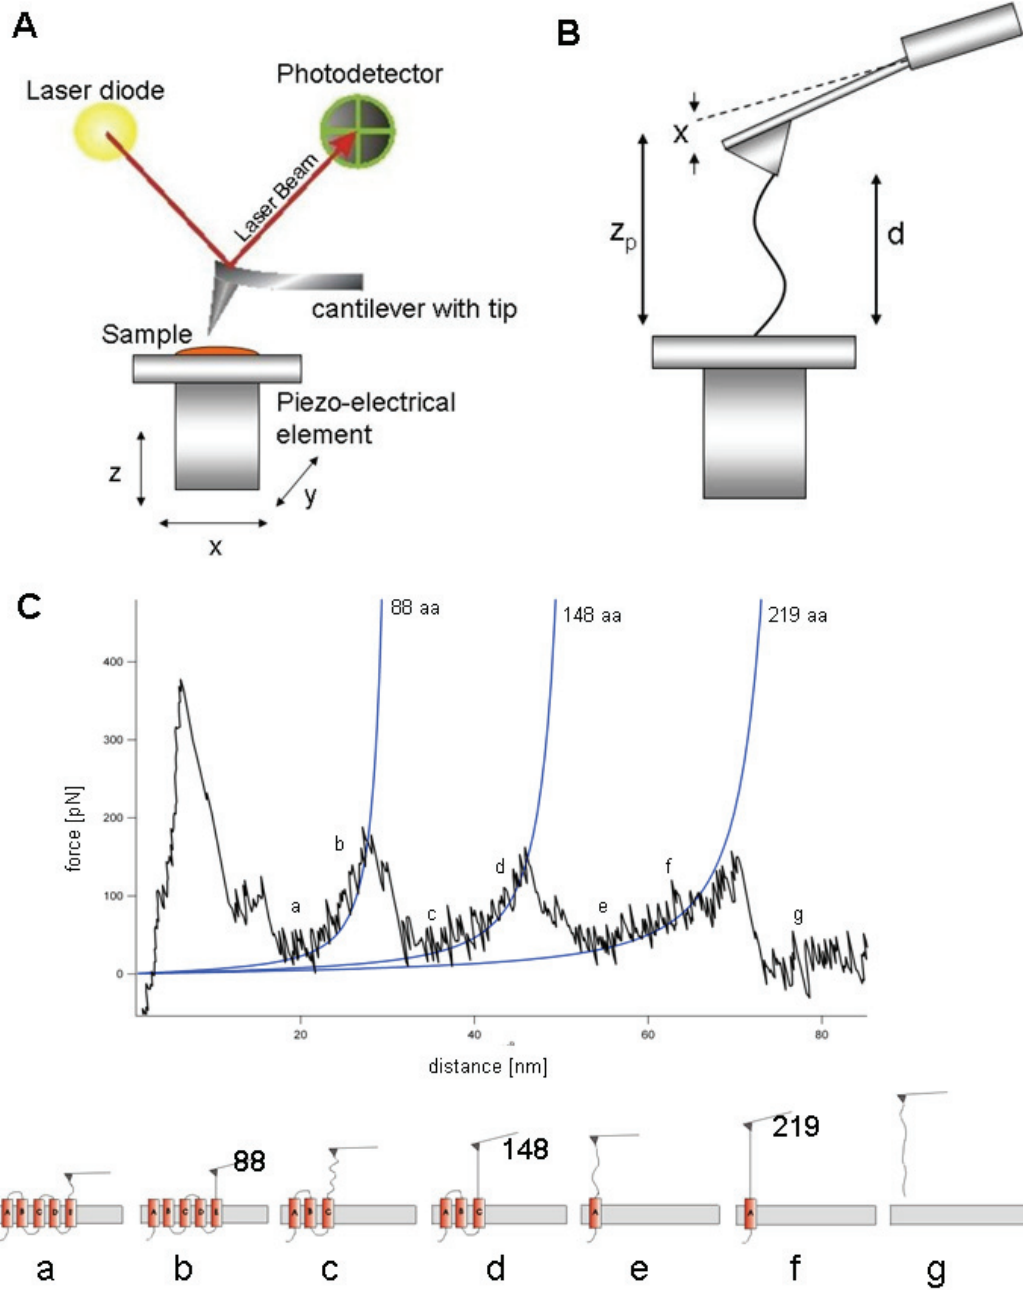 A
Laser diode
Photodetector
Laser Beam
cantilever with tip
Sample
Piezo-electrical
element
z
y
x
B
x
zp
d
C
88 aa
148 aa
219 aa
400
300
200
100
0
force [pN]
a
b
c
d
e
f
g
20
40
60
80
distance [nm]
A B C D E
A B C D E
88
A B C
A B C
148
A
A
219
a
b
c
d
e
f
g